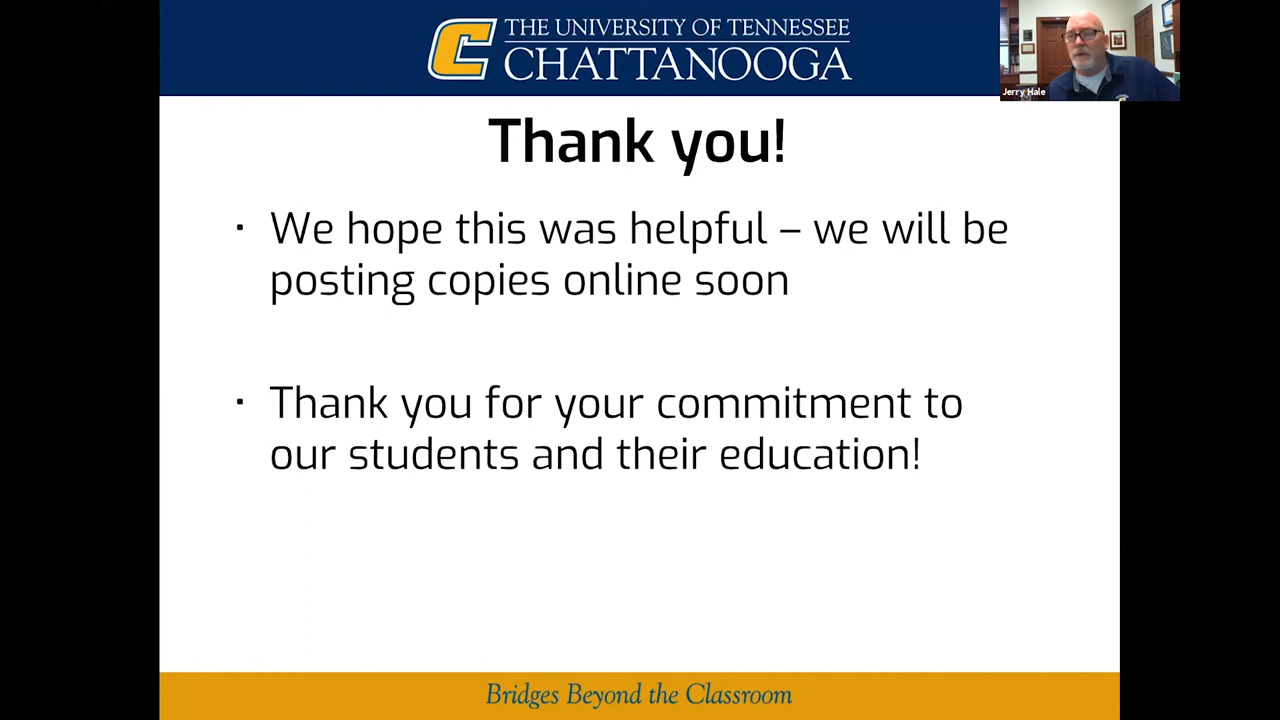 THE UNIVERSITY OF TENNESSEE
CHATTANOOGA
Jerry Hale
Thank you!
· We hope this was helpful – we will be
posting copies online soon
· Thank you for your commitment to
our students and their education!
Bridges Beyond the Classroom